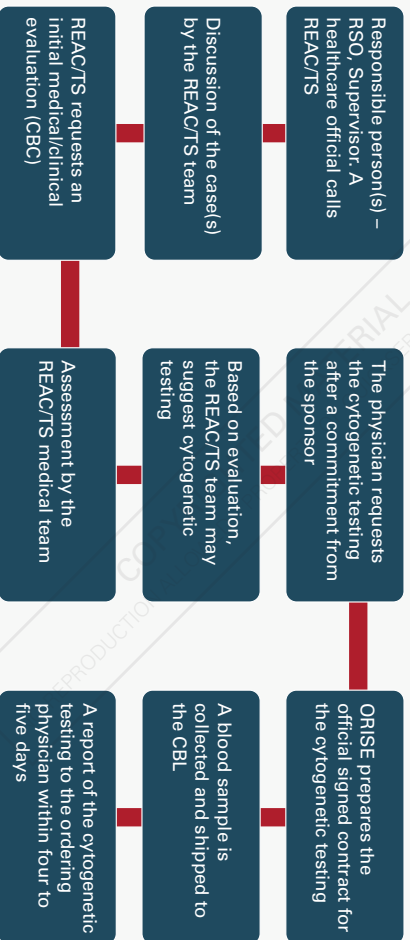 Responsible person(s) –
RSO, Supervisor. A
healthcare official calls
REAC/TS
Discussion of the case(s)
by the REAC/TS team
REAC/TS requests an
initial medical/clinical
evaluation (CBC)
Assessment by the
REAC/TS medical team
Based on evaluation,
the REAC/TS team may
suggest cytogenetic
testing
The physician requests
the cytogenetic testing
after a commitment from
the sponsor
ORISE prepares the
official signed contract for
the cytogenetic testing
A blood sample is
collected and shipped to
the CBL
A report of the cytogenetic
testing to the ordering
physician within four to
five days